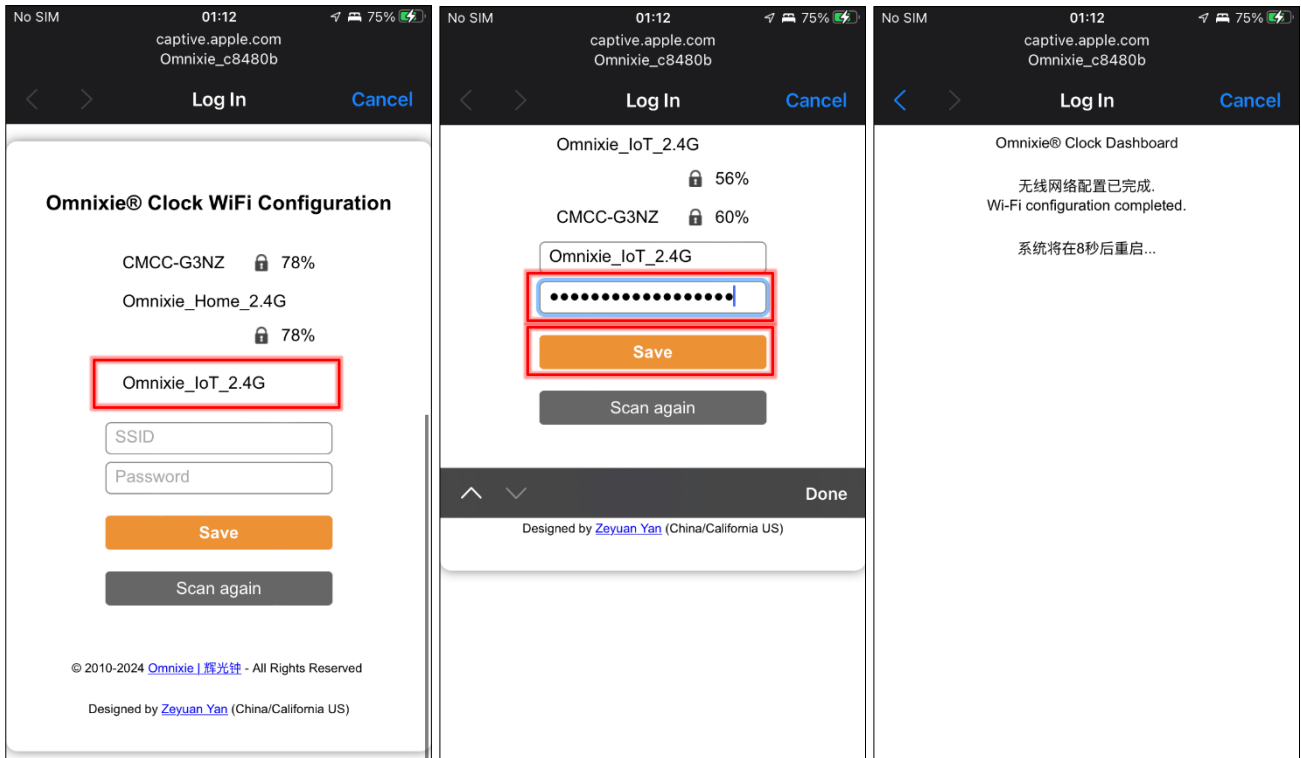 No SIM 01:12 75%
captive.apple.com
Omnixie_c8480b
Log In Cancel
Omnixie® Clock WiFi Configuration
CMCC-G3NZ 78%
Omnixie_Home_2.4G
78%
Omnixie_IoT_2.4G
SSID
Password
Save
Scan again
© 2010-2024 Omnixie | 辉光钟 - All Rights Reserved
Designed by Zeyuan Yan (China/California US)
No SIM 01:12 75%
captive.apple.com
Omnixie_c8480b
Log In Cancel
Omnixie_IoT_2.4G
56%
CMCC-G3NZ 60%
Omnixie_IoT_2.4G
••••••••••••••••••
Save
Scan again
Done
Designed by Zeyuan Yan (China/California US)
No SIM 01:12 75%
captive.apple.com
Omnixie_c8480b
Log In Cancel
Omnixie® Clock Dashboard
无线网络配置已完成.
Wi-Fi configuration completed.
系统将在8秒后重启...